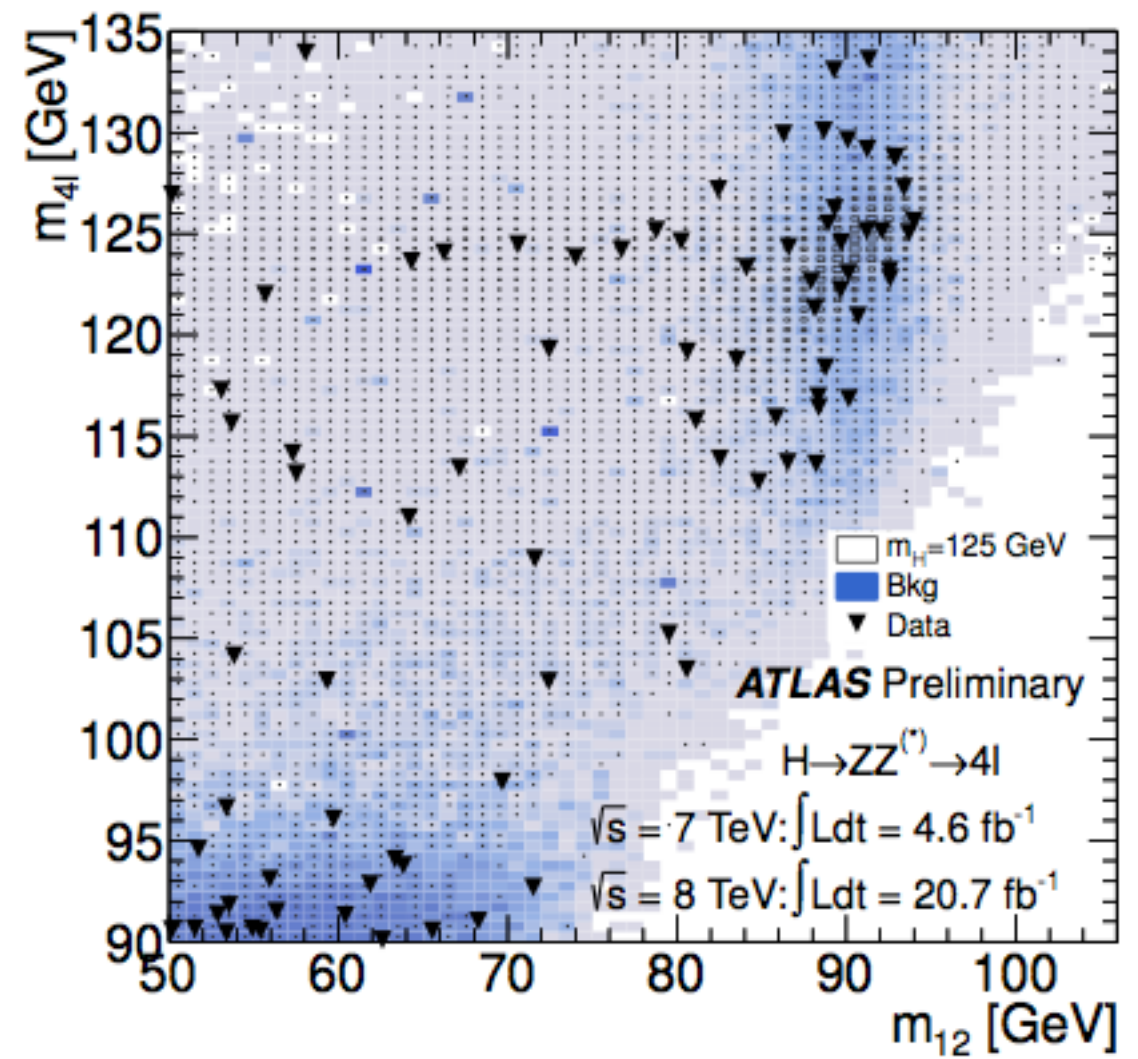 m4l [GeV]
135
130
125
120
115
110
105
100
95
90
mH=125 GeV
Bkg
Data
ATLAS Preliminary
H→ZZ(*)→4l
√s = 7 TeV:∫Ldt = 4.6 fb-1
√s = 8 TeV:∫Ldt = 20.7 fb-1
50 60 70 80 90 100
m12 [GeV]